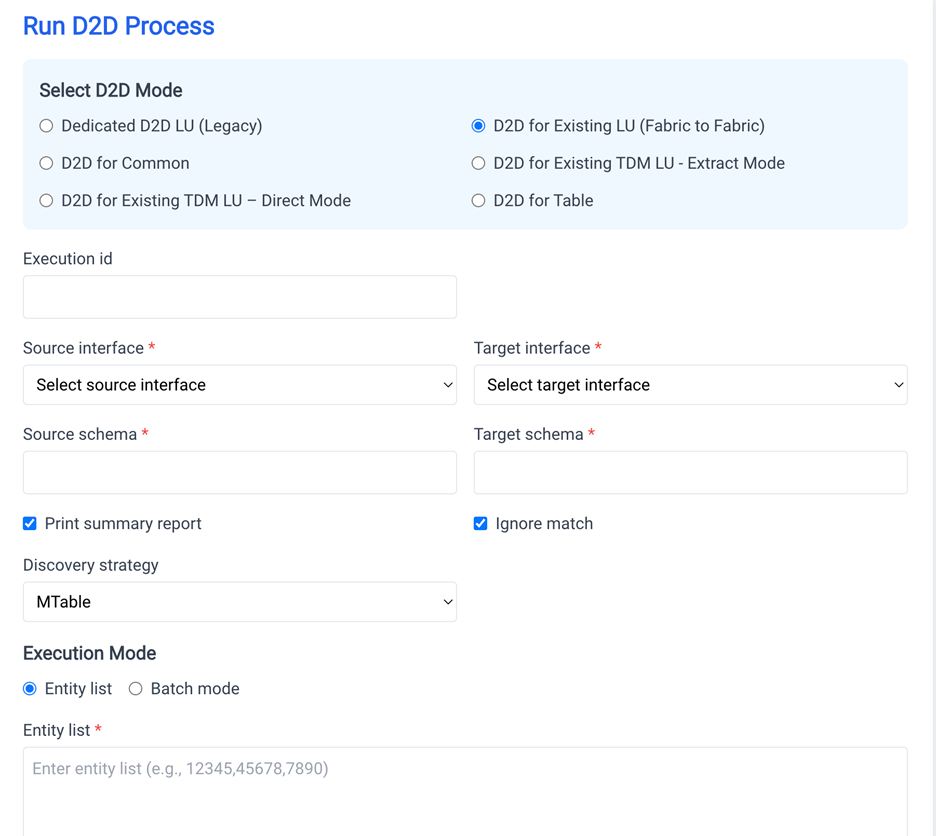 Run D2D Process
Select D2D Mode
Dedicated D2D LU (Legacy)
D2D for Existing LU (Fabric to Fabric)
D2D for Common
D2D for Existing TDM LU - Extract Mode
D2D for Existing TDM LU – Direct Mode
D2D for Table
Execution id
Source interface *
Target interface *
Select source interface
Select target interface
Source schema *
Target schema *
Print summary report
Ignore match
Discovery strategy
MTable
Execution Mode
Entity list
Batch mode
Entity list *
Enter entity list (e.g., 12345,45678,7890)